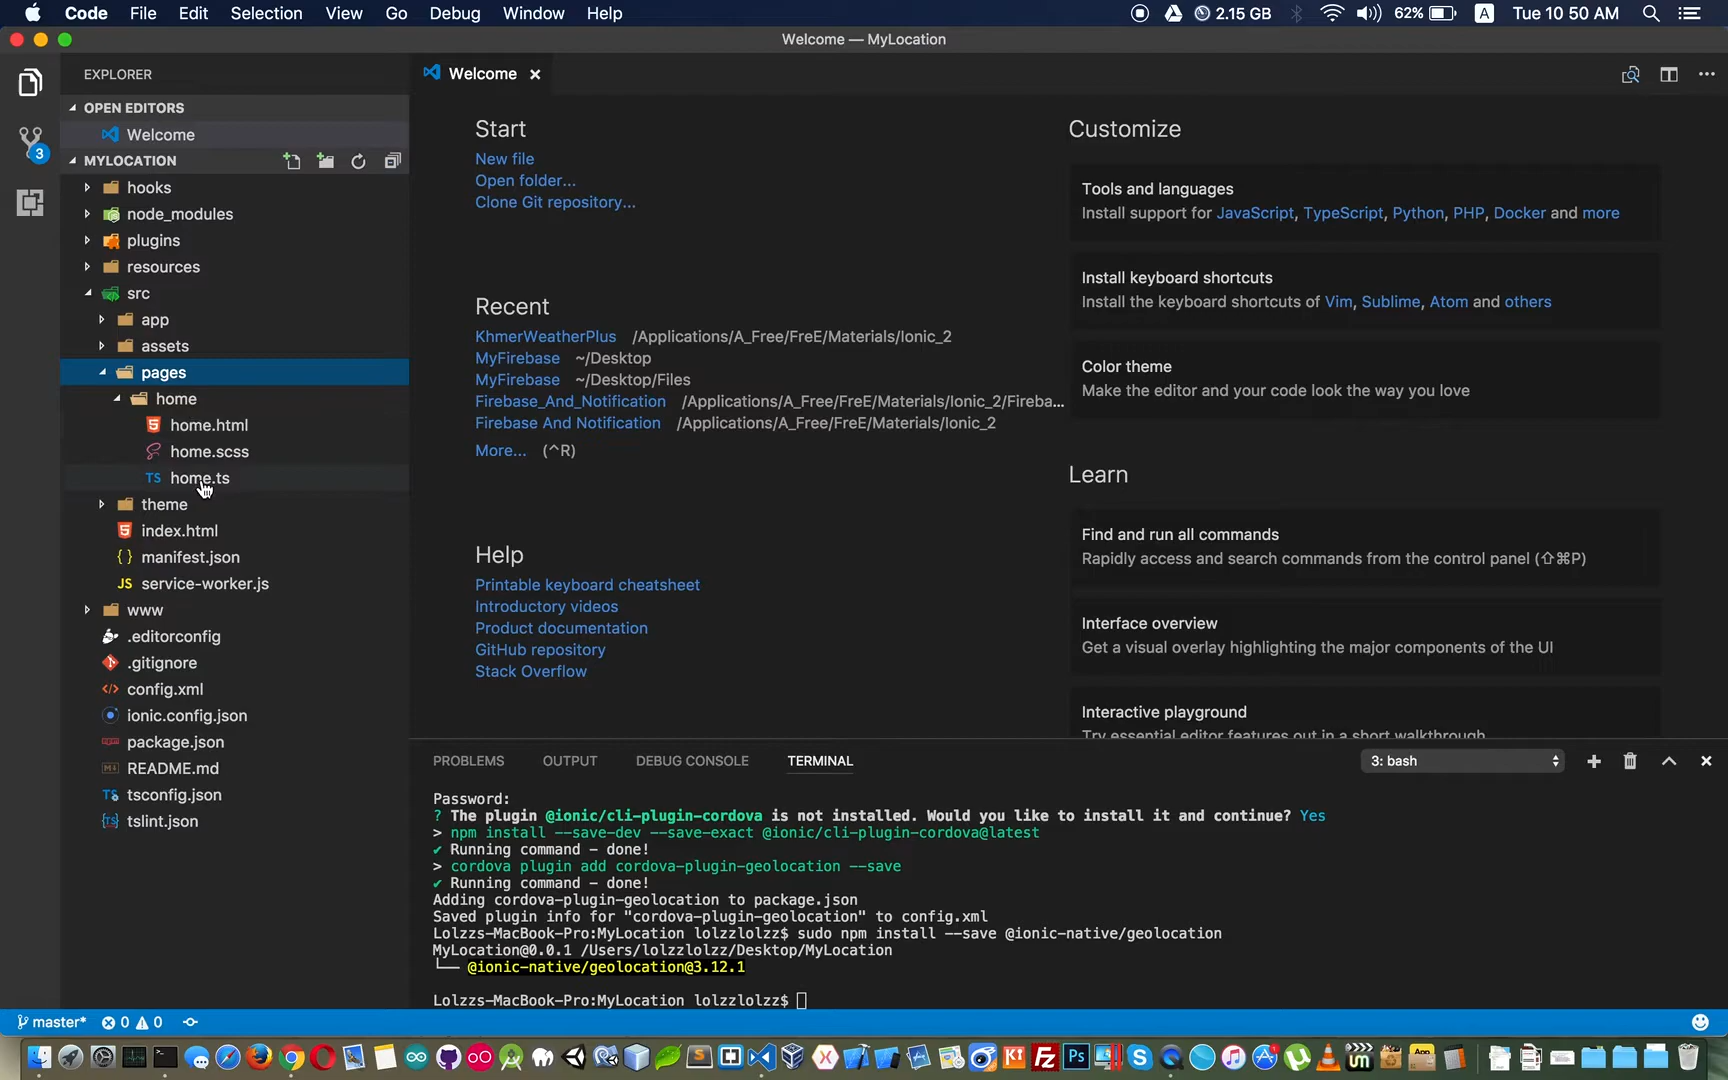 Code File Edit Selection View Go Debug Window Help
2.15 GB 62% A Tue 10 50 AM
Welcome — MyLocation
EXPLORER
OPEN EDITORS
Welcome
MYLOCATION
hooks
node_modules
plugins
resources
src
app
assets
pages
home
home.html
home.scss
TS home.ts
theme
index.html
{ } manifest.json
JS service-worker.js
www
.editorconfig
.gitignore
config.xml
ionic.config.json
package.json
README.md
tsconfig.json
tslint.json
3
Welcome
Start
New file
Open folder...
Clone Git repository...
Recent
KhmerWeatherPlus /Applications/A_Free/FreE/Materials/Ionic_2
MyFirebase ~/Desktop
MyFirebase ~/Desktop/Files
Firebase_And_Notification /Applications/A_Free/FreE/Materials/Ionic_2/Fireba...
Firebase And Notification /Applications/A_Free/FreE/Materials/Ionic_2
More... (^R)
Help
Printable keyboard cheatsheet
Introductory videos
Product documentation
GitHub repository
Stack Overflow
Customize
Tools and languages
Install support for JavaScript, TypeScript, Python, PHP, Docker and more
Install keyboard shortcuts
Install the keyboard shortcuts of Vim, Sublime, Atom and others
Color theme
Make the editor and your code look the way you love
Learn
Find and run all commands
Rapidly access and search commands from the control panel (⇧⌘P)
Interface overview
Get a visual overlay highlighting the major components of the UI
Interactive playground
Try essential editor features out in a short walkthrough
PROBLEMS OUTPUT DEBUG CONSOLE TERMINAL 3: bash
Password:
? The plugin @ionic/cli-plugin-cordova is not installed. Would you like to install it and continue? Yes
> npm install --save-dev --save-exact @ionic/cli-plugin-cordova@latest
✔ Running command - done!
> cordova plugin add cordova-plugin-geolocation --save
✔ Running command - done!
Adding cordova-plugin-geolocation to package.json
Saved plugin info for "cordova-plugin-geolocation" to config.xml
Lolzzs-MacBook-Pro:MyLocation lolzzlolzz$ sudo npm install --save @ionic-native/geolocation
MyLocation@0.0.1 /Users/lolzzlolzz/Desktop/MyLocation
└── @ionic-native/geolocation@3.12.1
Lolzzs-MacBook-Pro:MyLocation lolzzlolzz$
master* 0 0